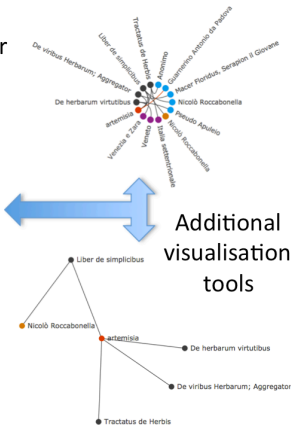 r
Tractatus de Herbis
Anonimo
Guarnerino Antonio da Padova
Liber de simplicibus
Macer Floridus, Serapion il Giovane
De viribus Herbarum; Aggregator
Nicolò Roccabonella
De herbarum virtutibus
Pseudo Apuleio
artemisia
Nicolò Roccabonella
Venezia e Zara
Italia settentrionale
Veneto
Additional
visualisation
tools
Liber de simplicibus
Nicolò Roccabonella
artemisia
De herbarum virtutibus
De viribus Herbarum; Aggregator
Tractatus de Herbis